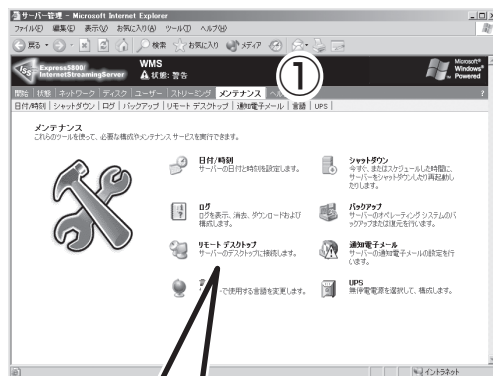 サーバー管理 - Microsoft Internet Explorer
ファイル(F) 編集(E) 表示(V) お気に入り(A) ツール(T) ヘルプ(H)
戻る 検索 お気に入り メディア
Express5800/
InternetStreamingServer
WMS
状態: 警告
①
Microsoft®
Windows®
Powered
開始 状態 ネットワーク ディスク ユーザー ストリーミング メンテナンス ?
日付/時刻 | シャットダウン | ログ | バックアップ | リモート デスクトップ | 通知電子メール | 言語 | UPS |
メンテナンス
これらのツールを使って、必要な構成やメンテナンス サービスを実行できます。
日付/時刻
サーバーの日付と時刻を設定します。
シャットダウン
今すぐ、またはスケジュールした時間に、
サーバーをシャットダウンしたり再起動し
たりします。
ログ
ログを表示、消去、ダウンロードおよび
構成します。
バックアップ
サーバーのオペレーティング システムのバ
ックアップまたは復元を行います。
リモート デスクトップ
サーバーのデスクトップに接続します。
通知電子メール
サーバーの通知電子メールの設定を行
います。
で使用する言語を変更します。
UPS
無停電電源を選択して、構成します。
イントラネット